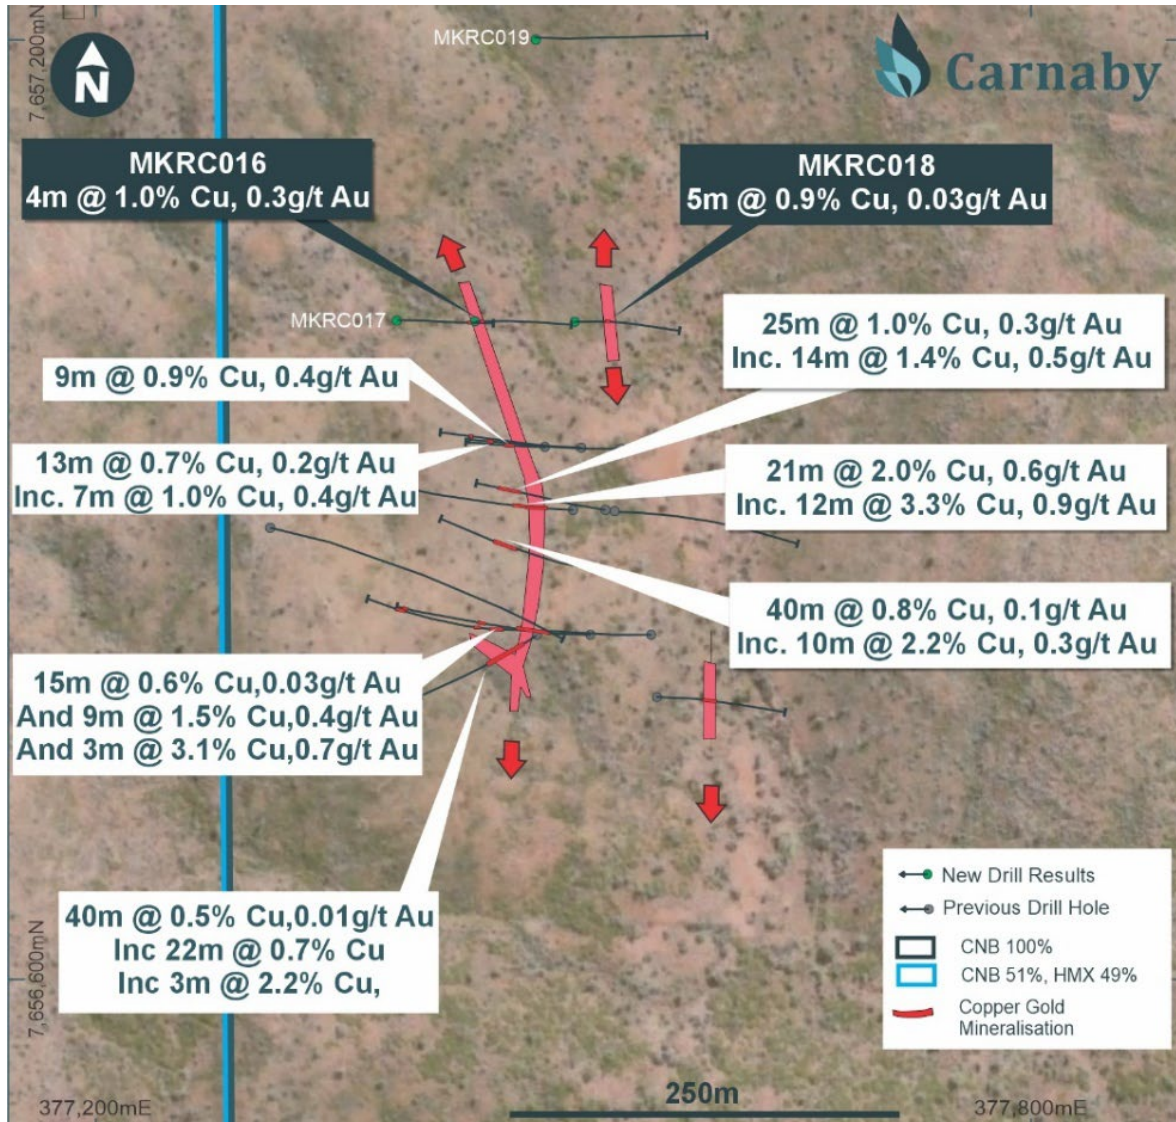 MKRC019
Carnaby
N
7,657,200mN
MKRC016
4m @ 1.0% Cu, 0.3g/t Au
MKRC018
5m @ 0.9% Cu, 0.03g/t Au
MKRC017
25m @ 1.0% Cu, 0.3g/t Au
Inc. 14m @ 1.4% Cu, 0.5g/t Au
9m @ 0.9% Cu, 0.4g/t Au
13m @ 0.7% Cu, 0.2g/t Au
Inc. 7m @ 1.0% Cu, 0.4g/t Au
21m @ 2.0% Cu, 0.6g/t Au
Inc. 12m @ 3.3% Cu, 0.9g/t Au
40m @ 0.8% Cu, 0.1g/t Au
Inc. 10m @ 2.2% Cu, 0.3g/t Au
15m @ 0.6% Cu,0.03g/t Au
And 9m @ 1.5% Cu,0.4g/t Au
And 3m @ 3.1% Cu,0.7g/t Au
40m @ 0.5% Cu,0.01g/t Au
Inc 22m @ 0.7% Cu
Inc 3m @ 2.2% Cu,
New Drill Results
Previous Drill Hole
CNB 100%
CNB 51%, HMX 49%
Copper Gold
Mineralisation
7,656,600mN
377,200mE
250m
377,800mE